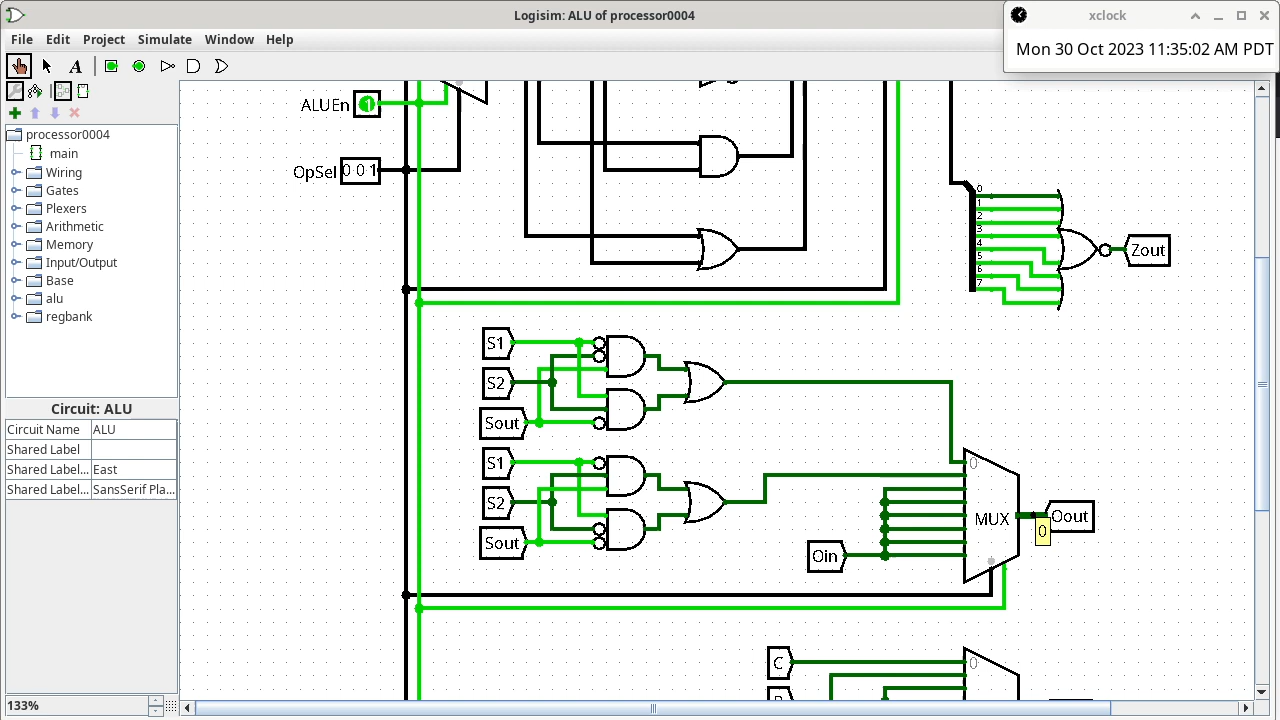 Logisim: ALU of processor0004
xclock
Mon 30 Oct 2023 11:35:02 AM PDT
File Edit Project Simulate Window Help
A
processor0004
main
Wiring
Gates
Plexers
Arithmetic
Memory
Input/Output
Base
alu
regbank
Circuit: ALU
Circuit Name ALU
Shared Label
Shared Label... East
Shared Label... SansSerif Pla...
133%
ALUEn 1
OpSel 0 0 1
0
1
2
3
4
5
6
7
Zout
S1
S2
Sout
S1
S2
Sout
0
MUX
Oout
0
Oin
C
0